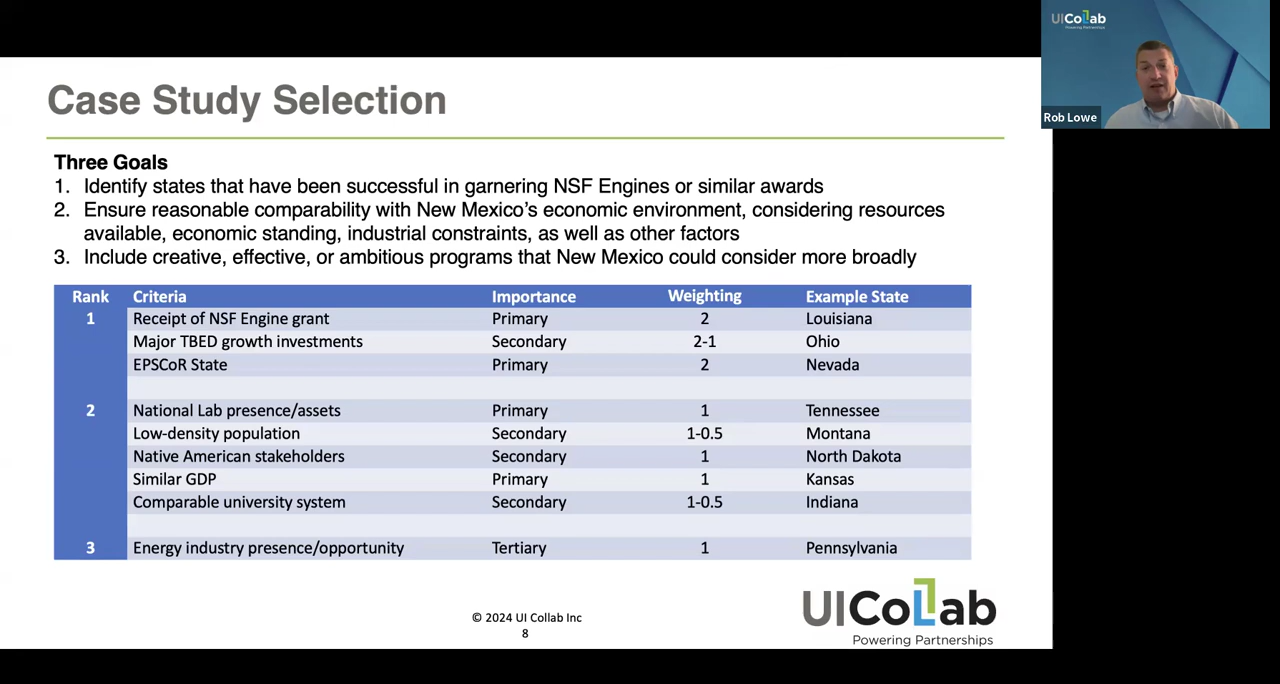 UICoLLab
Powering Partnerships
Rob Lowe
Case Study Selection
Three Goals
1. Identify states that have been successful in garnering NSF Engines or similar awards
2. Ensure reasonable comparability with New Mexico's economic environment, considering resources
available, economic standing, industrial constraints, as well as other factors
3. Include creative, effective, or ambitious programs that New Mexico could consider more broadly
Rank Criteria Importance Weighting Example State
1 Receipt of NSF Engine grant Primary 2 Louisiana
Major TBED growth investments Secondary 2-1 Ohio
EPSCoR State Primary 2 Nevada
2 National Lab presence/assets Primary 1 Tennessee
Low-density population Secondary 1-0.5 Montana
Native American stakeholders Secondary 1 North Dakota
Similar GDP Primary 1 Kansas
Comparable university system Secondary 1-0.5 Indiana
3 Energy industry presence/opportunity Tertiary 1 Pennsylvania
© 2024 UI Collab Inc
8
UICoLLab
Powering Partnerships